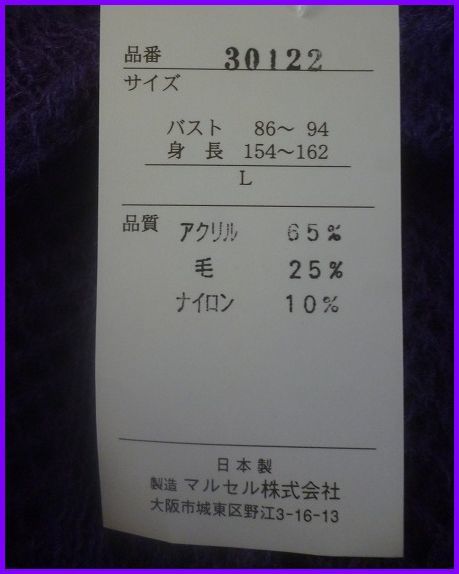 品番 30122
サイズ
バスト 86〜 94
身 長 154〜162
L
品質 アクリル 65%
毛 25%
ナイロン 10%
日本製
製造 マルセル株式会社
大阪市城東区野江3-16-13